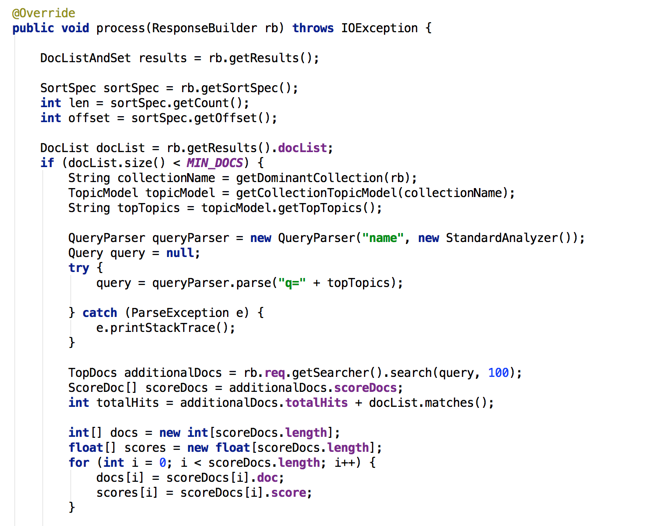 @Override
public void process(ResponseBuilder rb) throws IOException {
DocListAndSet results = rb.getResults();
SortSpec sortSpec = rb.getSortSpec();
int len = sortSpec.getCount();
int offset = sortSpec.getOffset();
DocList docList = rb.getResults().docList;
if (docList.size() < MIN_DOCS) {
String collectionName = getDominantCollection(rb);
TopicModel topicModel = getCollectionTopicModel(collectionName);
String topTopics = topicModel.getTopTopics();
QueryParser queryParser = new QueryParser("name", new StandardAnalyzer());
Query query = null;
try {
query = queryParser.parse("q=" + topTopics);
} catch (ParseException e) {
e.printStackTrace();
}
TopDocs additionalDocs = rb.req.getSearcher().search(query, 100);
ScoreDoc[] scoreDocs = additionalDocs.scoreDocs;
int totalHits = additionalDocs.totalHits + docList.matches();
int[] docs = new int[scoreDocs.length];
float[] scores = new float[scoreDocs.length];
for (int i = 0; i < scoreDocs.length; i++) {
docs[i] = scoreDocs[i].doc;
scores[i] = scoreDocs[i].score;
}